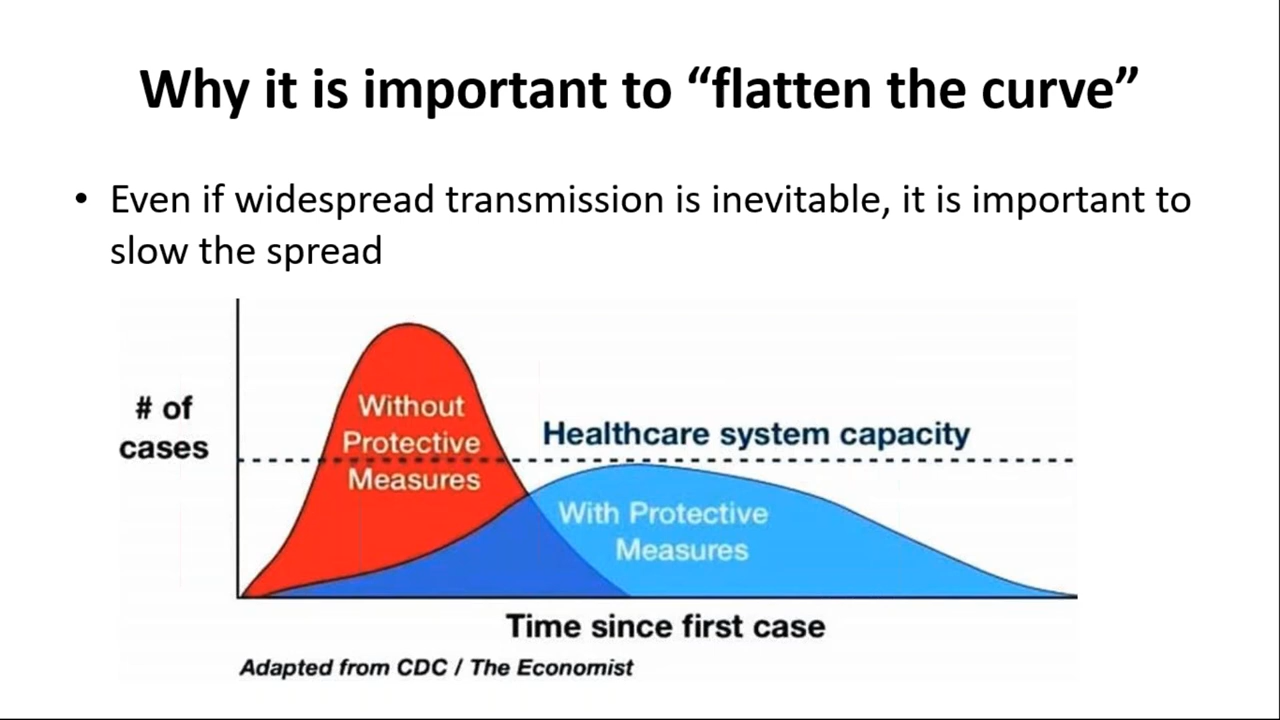 Why it is important to “flatten the curve”
• Even if widespread transmission is inevitable, it is important to
slow the spread
# of
cases
Without
Protective
Measures
Healthcare system capacity
With Protective
Measures
Time since first case
Adapted from CDC / The Economist